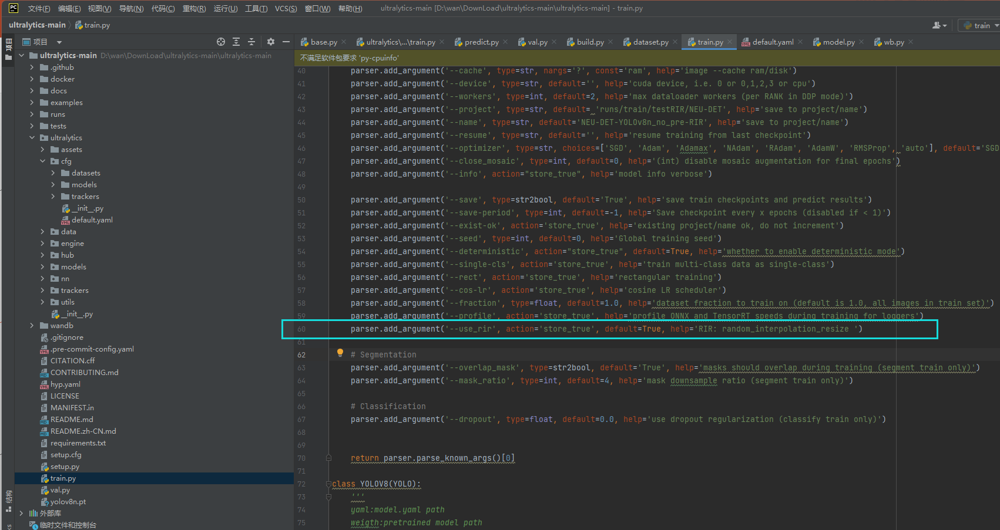 文件(F) 编辑(E) 视图(V) 导航(N) 代码(C) 重构(R) 运行(U) 工具(T) VCS(S) 窗口(W) 帮助(H) ultralytics-main [D:\wan\DownLoad\ultralytics-main\ultralytics-main] - train.py
ultralytics-main train.py train
项目
项目
base.py ultralytics\...\train.py predict.py val.py build.py dataset.py train.py default.yaml model.py wb.py
不满足软件包要求 'py-cpuinfo'
ultralytics-main D:\wan\DownLoad\ultralytics-main\ultralytics-main
.github
docker
docs
examples
runs
tests
ultralytics
assets
cfg
datasets
models
trackers
__init__.py
default.yaml
data
engine
hub
models
nn
trackers
utils
__init__.py
wandb
.gitignore
.pre-commit-config.yaml
CITATION.cff
CONTRIBUTING.md
hyp.yaml
LICENSE
MANIFEST.in
README.md
README.zh-CN.md
requirements.txt
setup.cfg
setup.py
train.py
val.py
yolov8n.pt
外部库
临时文件和控制台
结构
40 parser.add_argument('--cache', type=str, nargs='?', const='ram', help='image --cache ram/disk')
41 parser.add_argument('--device', type=str, default='', help='cuda device, i.e. 0 or 0,1,2,3 or cpu')
42 parser.add_argument('--workers', type=int, default=2, help='max dataloader workers (per RANK in DDP mode)')
43 parser.add_argument('--project', type=str, default= 'runs/train/testRIR/NEU-DET', help='save to project/name')
44 parser.add_argument('--name', type=str, default='NEU-DET-YOLOv8n_no_pre-RIR', help='save to project/name')
45 parser.add_argument('--resume', type=str, default='', help='resume training from last checkpoint')
46 parser.add_argument('--optimizer', type=str, choices=['SGD', 'Adam', 'Adamax', 'NAdam', 'RAdam', 'AdamW', 'RMSProp', 'auto'], default='SGD
47 parser.add_argument('--close_mosaic', type=int, default=0, help='(int) disable mosaic augmentation for final epochs')
48 parser.add_argument('--info', action="store_true", help='model info verbose')
49
50 parser.add_argument('--save', type=str2bool, default='True', help='save train checkpoints and predict results')
51 parser.add_argument('--save-period', type=int, default=-1, help='Save checkpoint every x epochs (disabled if < 1)')
52 parser.add_argument('--exist-ok', action='store_true', help='existing project/name ok, do not increment')
53 parser.add_argument('--seed', type=int, default=0, help='Global training seed')
54 parser.add_argument('--deterministic', action="store_true", default=True, help='whether to enable deterministic mode')
55 parser.add_argument('--single-cls', action='store_true', help='train multi-class data as single-class')
56 parser.add_argument('--rect', action='store_true', help='rectangular training')
57 parser.add_argument('--cos-lr', action='store_true', help='cosine LR scheduler')
58 parser.add_argument('--fraction', type=float, default=1.0, help='dataset fraction to train on (default is 1.0, all images in train set)')
59 parser.add_argument('--profile', action='store_true', help='profile ONNX and TensorRT speeds during training for loggers')
60 parser.add_argument('--use_rir', action='store_true', default=True, help='RIR: random_interpolation_resize ')
61
62 # Segmentation
63 parser.add_argument('--overlap_mask', type=str2bool, default='True', help='masks should overlap during training (segment train only)')
64 parser.add_argument('--mask_ratio', type=int, default=4, help='mask downsample ratio (segment train only)')
65
66 # Classification
67 parser.add_argument('--dropout', type=float, default=0.0, help='use dropout regularization (classify train only)')
68
69
70 return parser.parse_known_args()[0]
71
72 class YOLOV8(YOLO):
73 '''
74 yaml:model.yaml path
75 weigth:pretrained model path